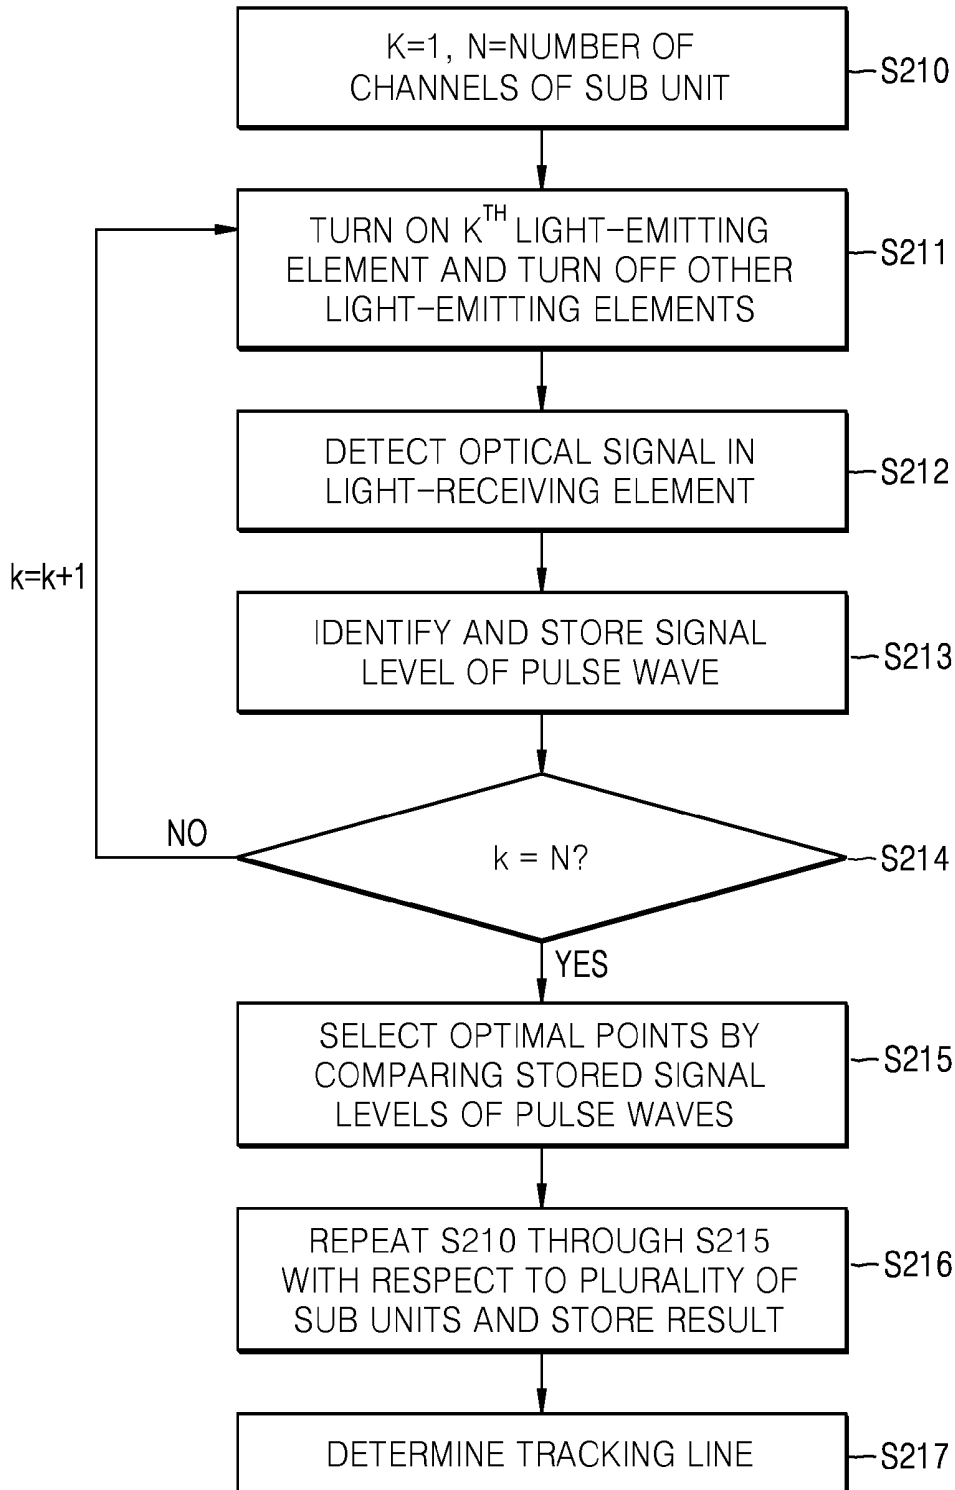 K=1, N=NUMBER OF
CHANNELS OF SUB UNIT
S210
TURN ON KTH LIGHT-EMITTING
ELEMENT AND TURN OFF OTHER
LIGHT-EMITTING ELEMENTS
S211
DETECT OPTICAL SIGNAL IN
LIGHT-RECEIVING ELEMENT
S212
k=k+1
IDENTIFY AND STORE SIGNAL
LEVEL OF PULSE WAVE
S213
NO
k = N?
S214
YES
SELECT OPTIMAL POINTS BY
COMPARING STORED SIGNAL
LEVELS OF PULSE WAVES
S215
REPEAT S210 THROUGH S215
WITH RESPECT TO PLURALITY OF
SUB UNITS AND STORE RESULT
S216
DETERMINE TRACKING LINE
S217